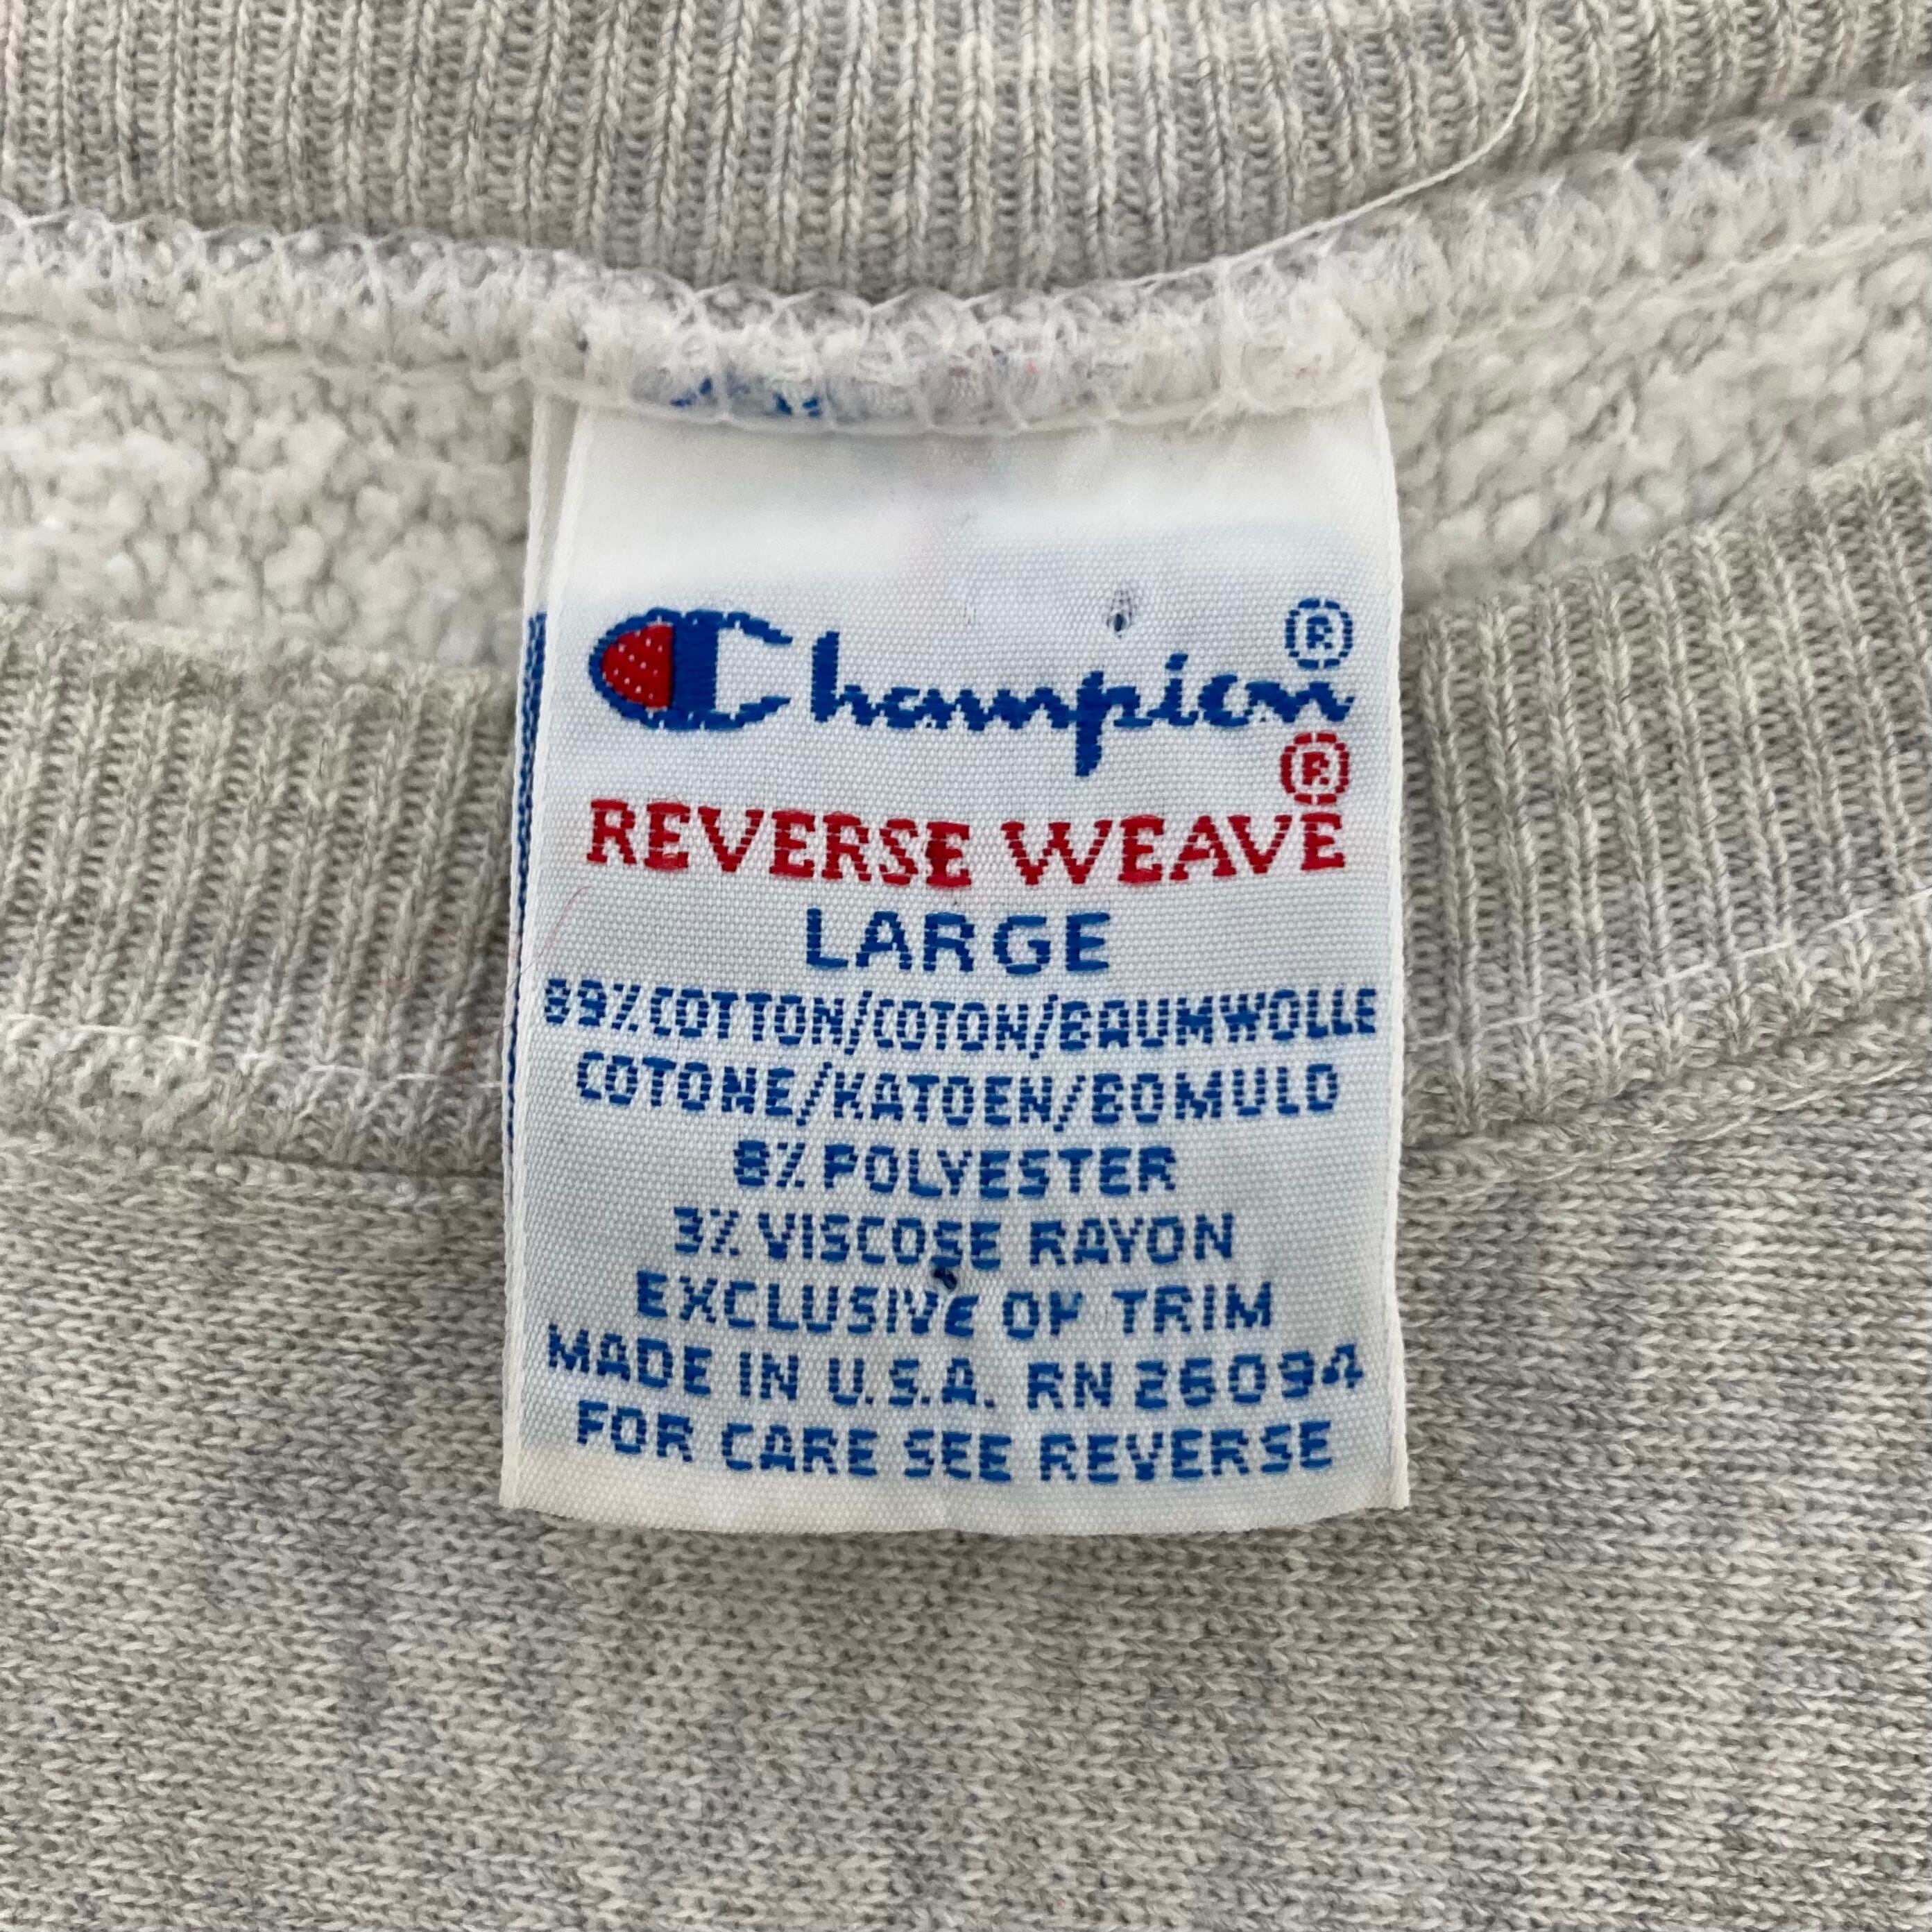 Champion®
REVERSE WEAVE®
LARGE
89% COTTON/COTON/BAUMWOLLE
COTONE/KATOEN/BOMULD
8% POLYESTER
3% VISCOSE RAYON
EXCLUSIVE OF TRIM
MADE IN U.S.A. RN 26094
FOR CARE SEE REVERSE